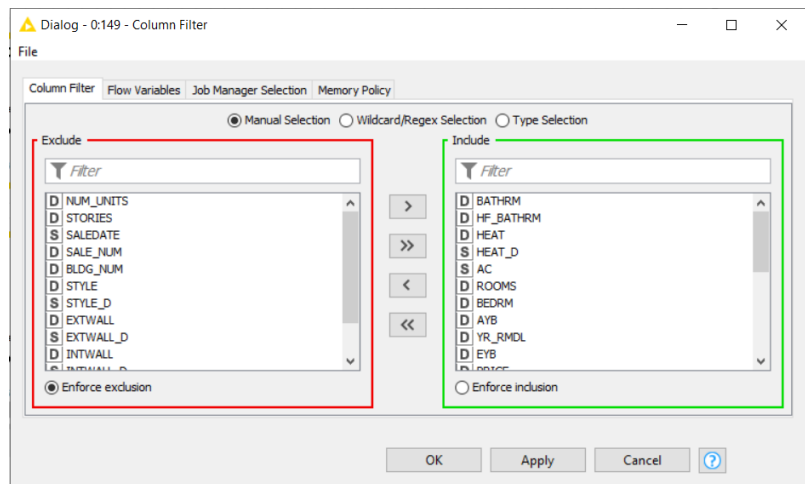 Dialog - 0:149 - Column Filter
File
Column Filter Flow Variables Job Manager Selection Memory Policy
Manual Selection Wildcard/Regex Selection Type Selection
Exclude
Filter
D NUM_UNITS
D STORIES
S SALEDATE
D SALE_NUM
D BLDG_NUM
D STYLE
S STYLE_D
D EXTWALL
S EXTWALL_D
D INTWALL
S INTWALL_D
Enforce exclusion
>
>>
<
<<
Include
Filter
D BATHRM
D HF_BATHRM
D HEAT
S HEAT_D
S AC
D ROOMS
D BEDRM
D AYB
D YR_RMDL
D EYB
D PRICE
Enforce inclusion
OK Apply Cancel ?